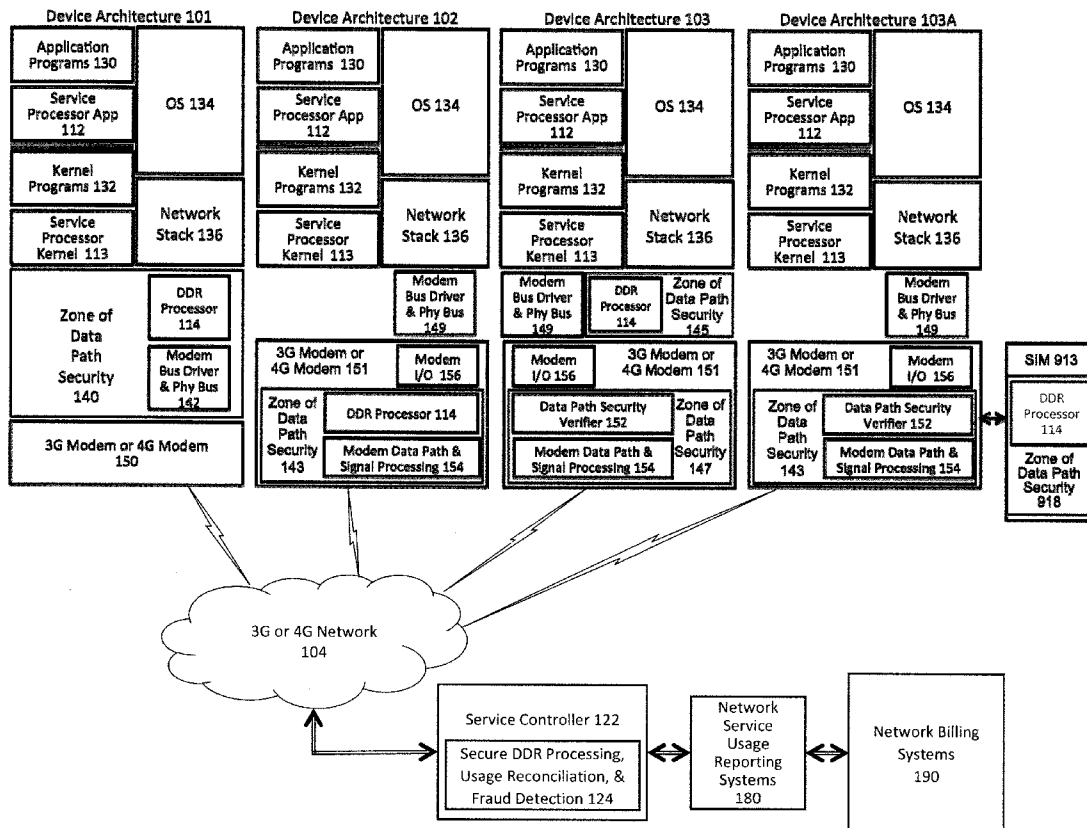 Device Architecture 101
Application
Programs 130
Service
Processor App
112
Kernel
Programs 132
Service
Processor
Kernel 113
OS 134
Network
Stack 136
Zone of
Data
Path
Security
140
DDR
Processor
114
Modem
Bus Driver
& Phy Bus
142
3G Modem or 4G Modem
150
Device Architecture 102
Application
Programs 130
Service
Processor App
112
Kernel
Programs 132
Service
Processor
Kernel 113
OS 134
Network
Stack 136
Modem
Bus Driver
& Phy Bus
149
3G Modem or
4G Modem 151
Modem
I/O 156
Zone of
Data
Path
Security
143
DDR Processor 114
Modem Data Path &
Signal Processing 154
Device Architecture 103
Application
Programs 130
Service
Processor App
112
Kernel
Programs 132
Service
Processor
Kernel 113
OS 134
Network
Stack 136
Modem
Bus Driver
& Phy Bus
149
DDR
Processor
114
Zone of
Data Path
Security
145
Modem
I/O 156
3G Modem or
4G Modem 151
Data Path Security
Verifier 152
Modem Data Path &
Signal Processing 154
Zone of
Data
Path
Security
147
Device Architecture 103A
Application
Programs 130
Service
Processor App
112
Kernel
Programs 132
Service
Processor
Kernel 113
OS 134
Network
Stack 136
Modem
Bus Driver
& Phy Bus
149
3G Modem or
4G Modem 151
Modem
I/O 156
Zone of
Data
Path
Security
143
Data Path Security
Verifier 152
Modem Data Path &
Signal Processing 154
SIM 913
DDR
Processor
114
Zone of
Data Path
Security
918
3G or 4G Network
104
Service Controller 122
Secure DDR Processing,
Usage Reconciliation, &
Fraud Detection 124
Network
Service
Usage
Reporting
Systems
180
Network Billing
Systems
190